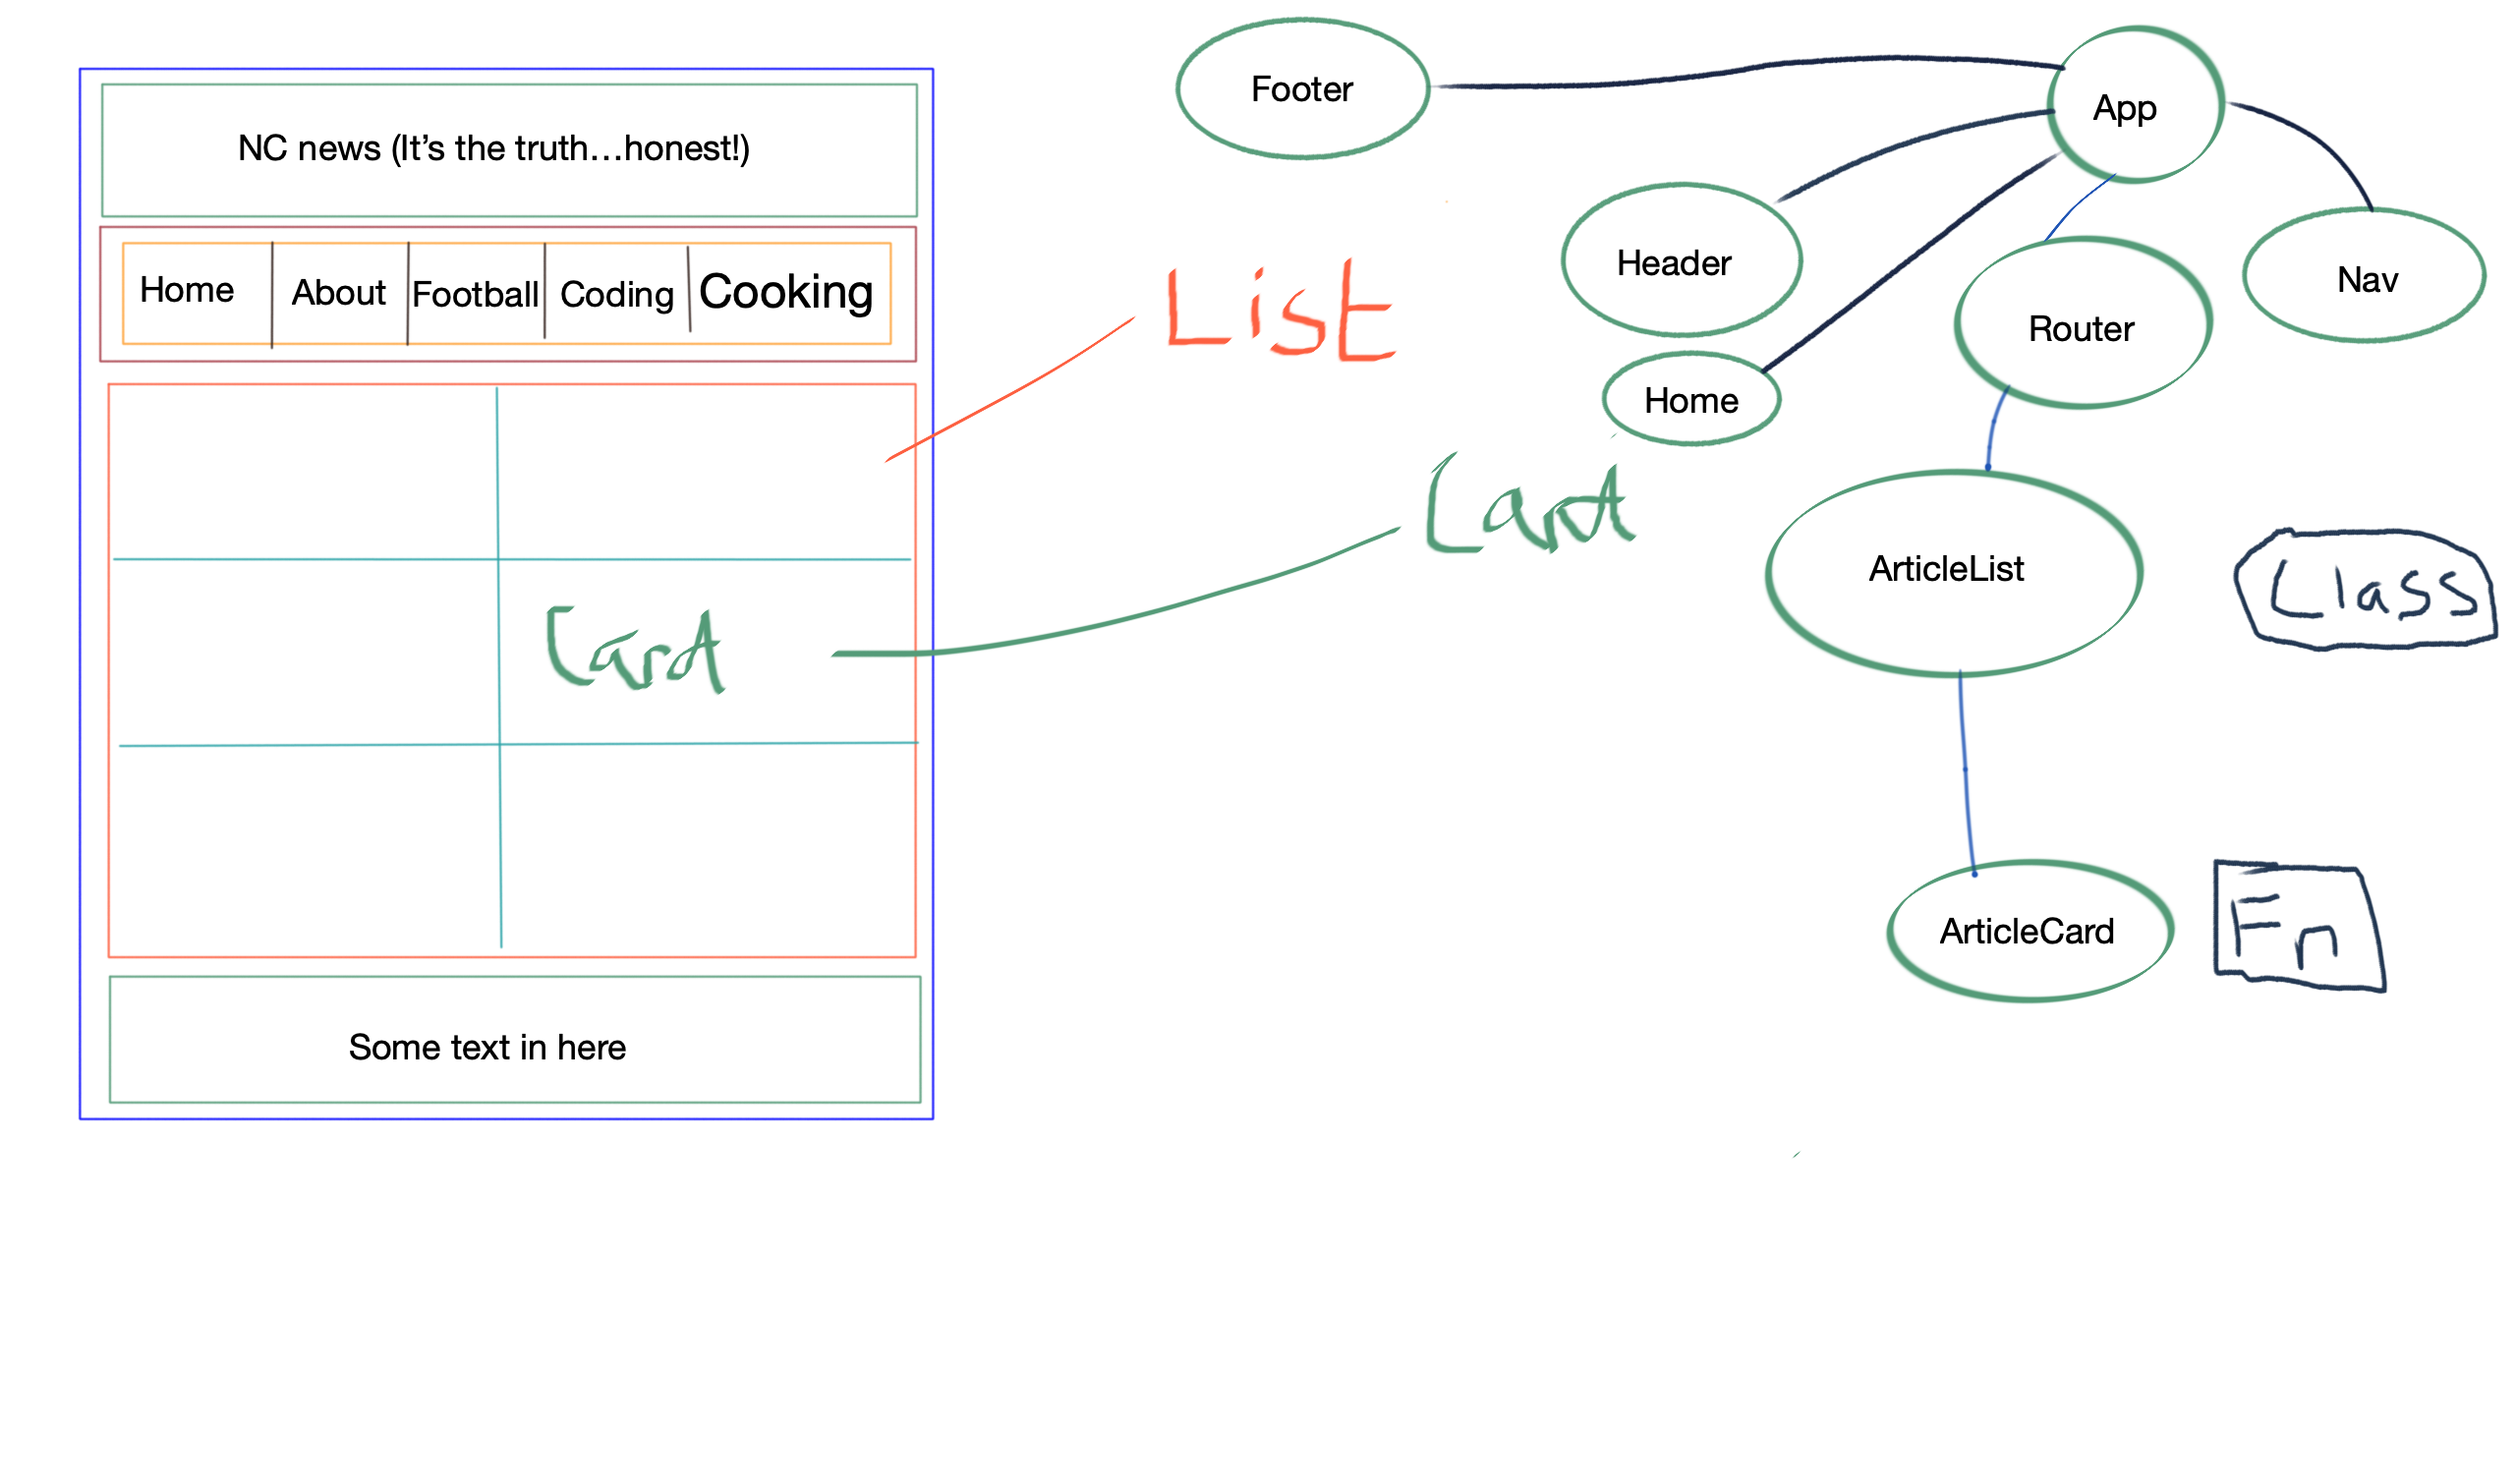 NC news (It's the truth...honest!)
Home About Football Coding Cooking
Card
Some text in here
List
Card
Footer
App
Header
Nav
Router
Home
ArticleList
Class
ArticleCard
Fn